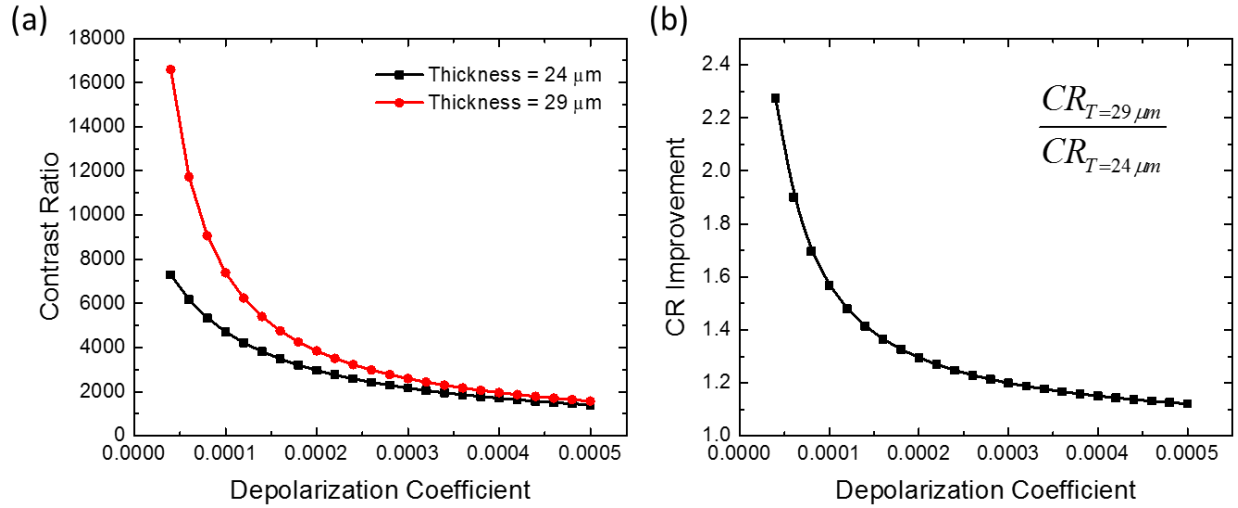 (a)
18000
16000
14000
12000
10000
8000
6000
4000
2000
0
Contrast Ratio
Thickness = 24 μm
Thickness = 29 μm
0.0000 0.0001 0.0002 0.0003 0.0004 0.0005
Depolarization Coefficient
(b)
2.4
2.2
2.0
1.8
1.6
1.4
1.2
1.0
CR Improvement
CR_{T=29 μm}
CR_{T=24 μm}
0.0000 0.0001 0.0002 0.0003 0.0004 0.0005
Depolarization Coefficient